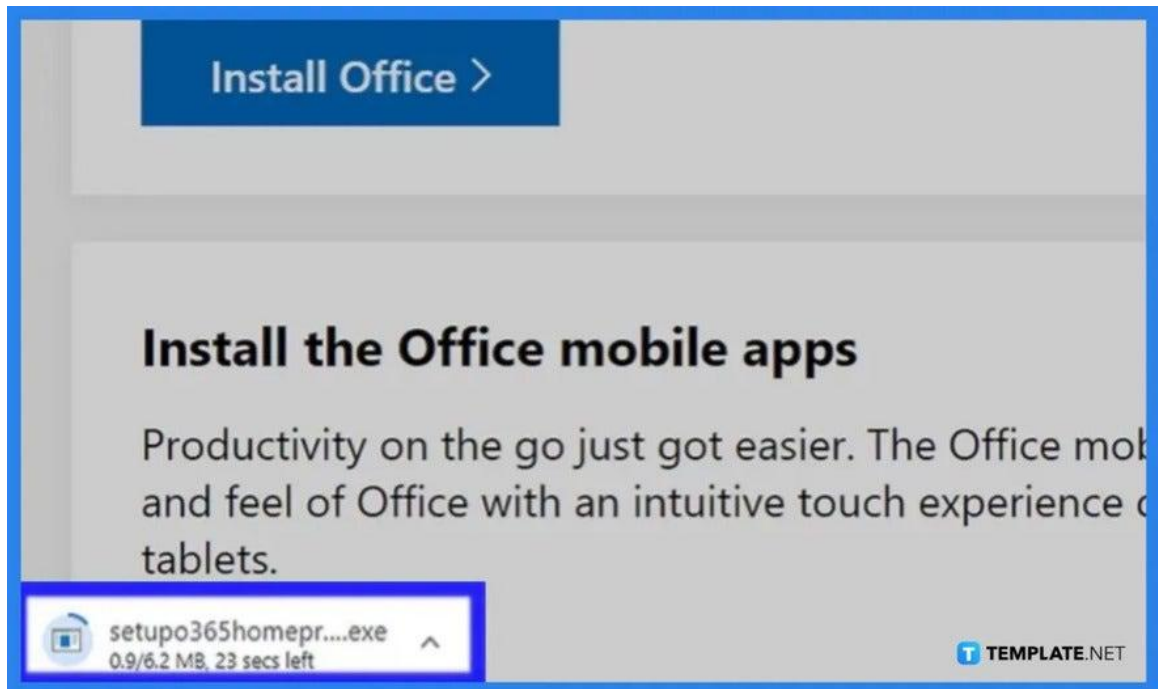 Install Office >
Install the Office mobile apps
Productivity on the go just got easier. The Office mo
and feel of Office with an intuitive touch experience
tablets.
setupo365homepr....exe
0.9/6.2 MB, 23 secs left
T TEMPLATE.NET